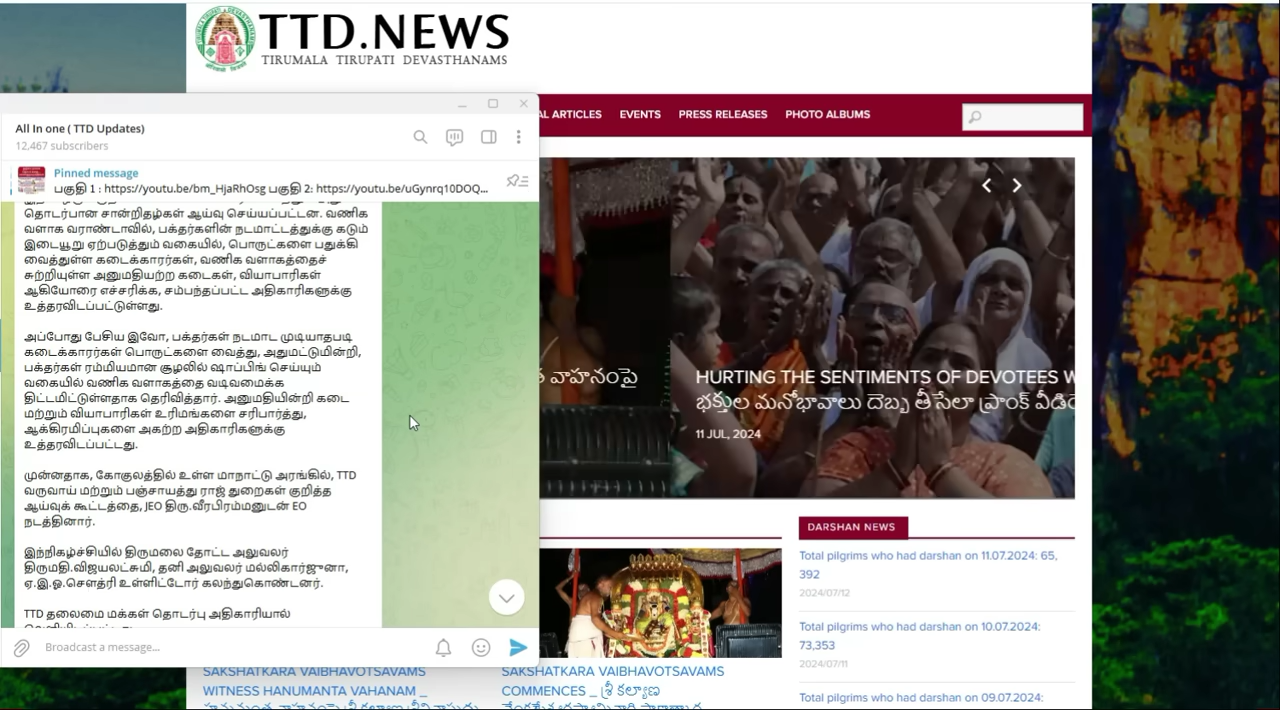 TTD.NEWS
TIRUMALA TIRUPATI DEVASTHANAMS
AL ARTICLES
EVENTS
PRESS RELEASES
PHOTO ALBUMS
All In one ( TTD Updates)
12,467 subscribers
Pinned message
பகுதி 1 : https://youtu.be/bm_HjaRhOsg பகுதி 2: https://youtu.be/uGynrq10DOQ...
தொடர்பான சான்றிதழ்கள் ஆய்வு செய்யப்பட்டன. வணிக
வளாக வராண்டாவில், பக்தர்களின் நடமாட்டத்துக்கு கடும்
இடையூறு ஏற்படுத்தும் வகையில், பொருட்களை பதுக்கி
வைத்துள்ள கடைக்காரர்கள், வணிக வளாகத்தைச்
சுற்றியுள்ள அனுமதியற்ற கடைகள், வியாபாரிகள்
ஆகியோரை எச்சரிக்க, சம்பந்தப்பட்ட அதிகாரிகளுக்கு
உத்தரவிடப்பட்டுள்ளது.
அப்போது பேசிய இவோ, பக்தர்கள் நடமாட முடியாதபடி
கடைக்காரர்கள் பொருட்களை வைத்து, அதுமட்டுமின்றி,
பக்தர்கள் ரம்மியமான சூழலில் ஷாப்பிங் செய்யும்
வகையில் வணிக வளாகத்தை வடிவமைக்க
திட்டமிட்டுள்ளதாக தெரிவித்தார். அனுமதியின்றி கடை
மற்றும் வியாபாரிகள் உரிமங்களை சரிபார்த்து,
ஆக்கிரமிப்புகளை அகற்ற அதிகாரிகளுக்கு
உத்தரவிடப்பட்டது.
முன்னதாக, கோகுலத்தில் உள்ள மாநாட்டு அரங்கில், TTD
வருவாய் மற்றும் பஞ்சாயத்து ராஜ் துறைகள் குறித்த
ஆய்வுக் கூட்டத்தை, JEO திரு.வீரபிரம்மனுடன் EO
நடத்தினார்.
இந்நிகழ்ச்சியில் திருமலை தோட்ட அலுவலர்
திருமதி.விஜயலட்சுமி, தனி அலுவலர் மல்லிகார்ஜுனா,
ஏ.இ.ஓ.சௌத்ரி உள்ளிட்டோர் கலந்துகொண்டனர்.
TTD தலைமை மக்கள் தொடர்பு அதிகாரியால்
Broadcast a message...
త వాహనంపై
HURTING THE SENTIMENTS OF DEVOTEES W
భక్తుల మనోభావాలు దెబ్బ తీసేలా ప్రాంక్ వీడియో
11 JUL, 2024
DARSHAN NEWS
Total pilgrims who had darshan on 11.07.2024: 65,
392
2024/07/12
Total pilgrims who had darshan on 10.07.2024:
73,353
2024/07/11
Total pilgrims who had darshan on 09.07.2024:
SAKSHATKARA VAIBHAVOTSAVAMS
WITNESS HANUMANTA VAHANAM _
SAKSHATKARA VAIBHAVOTSAVAMS
COMMENCES _ శ్రీ కల్యాణ